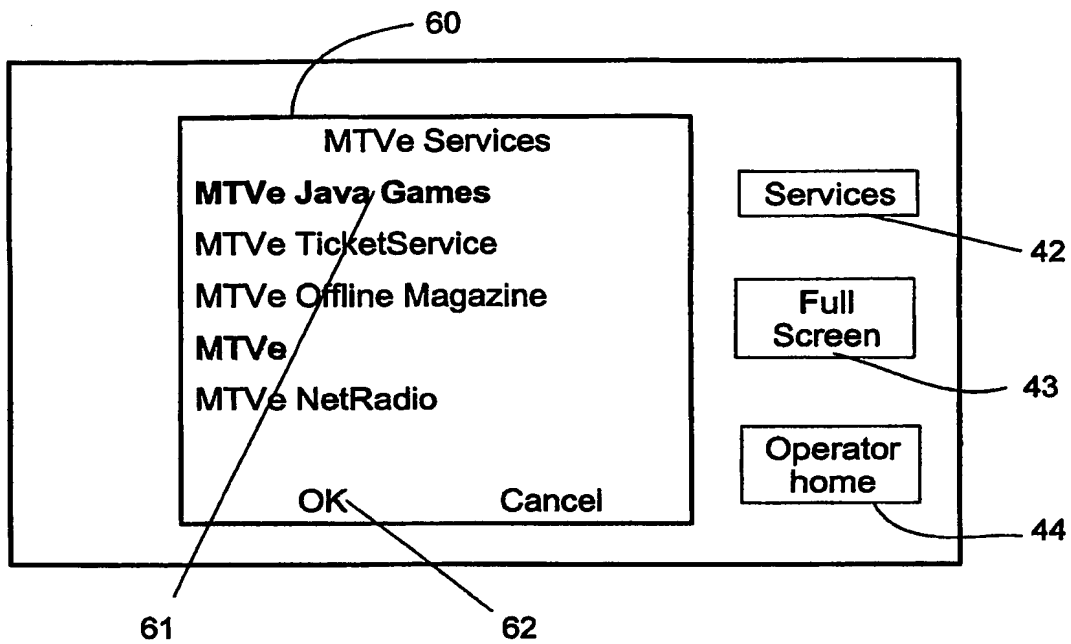 60
MTVe Services
MTVe Java Games
MTVe TicketService
MTVe Offline Magazine
MTVe
MTVe NetRadio
OK Cancel
Services
42
Full
Screen
43
Operator
home
44
61
62